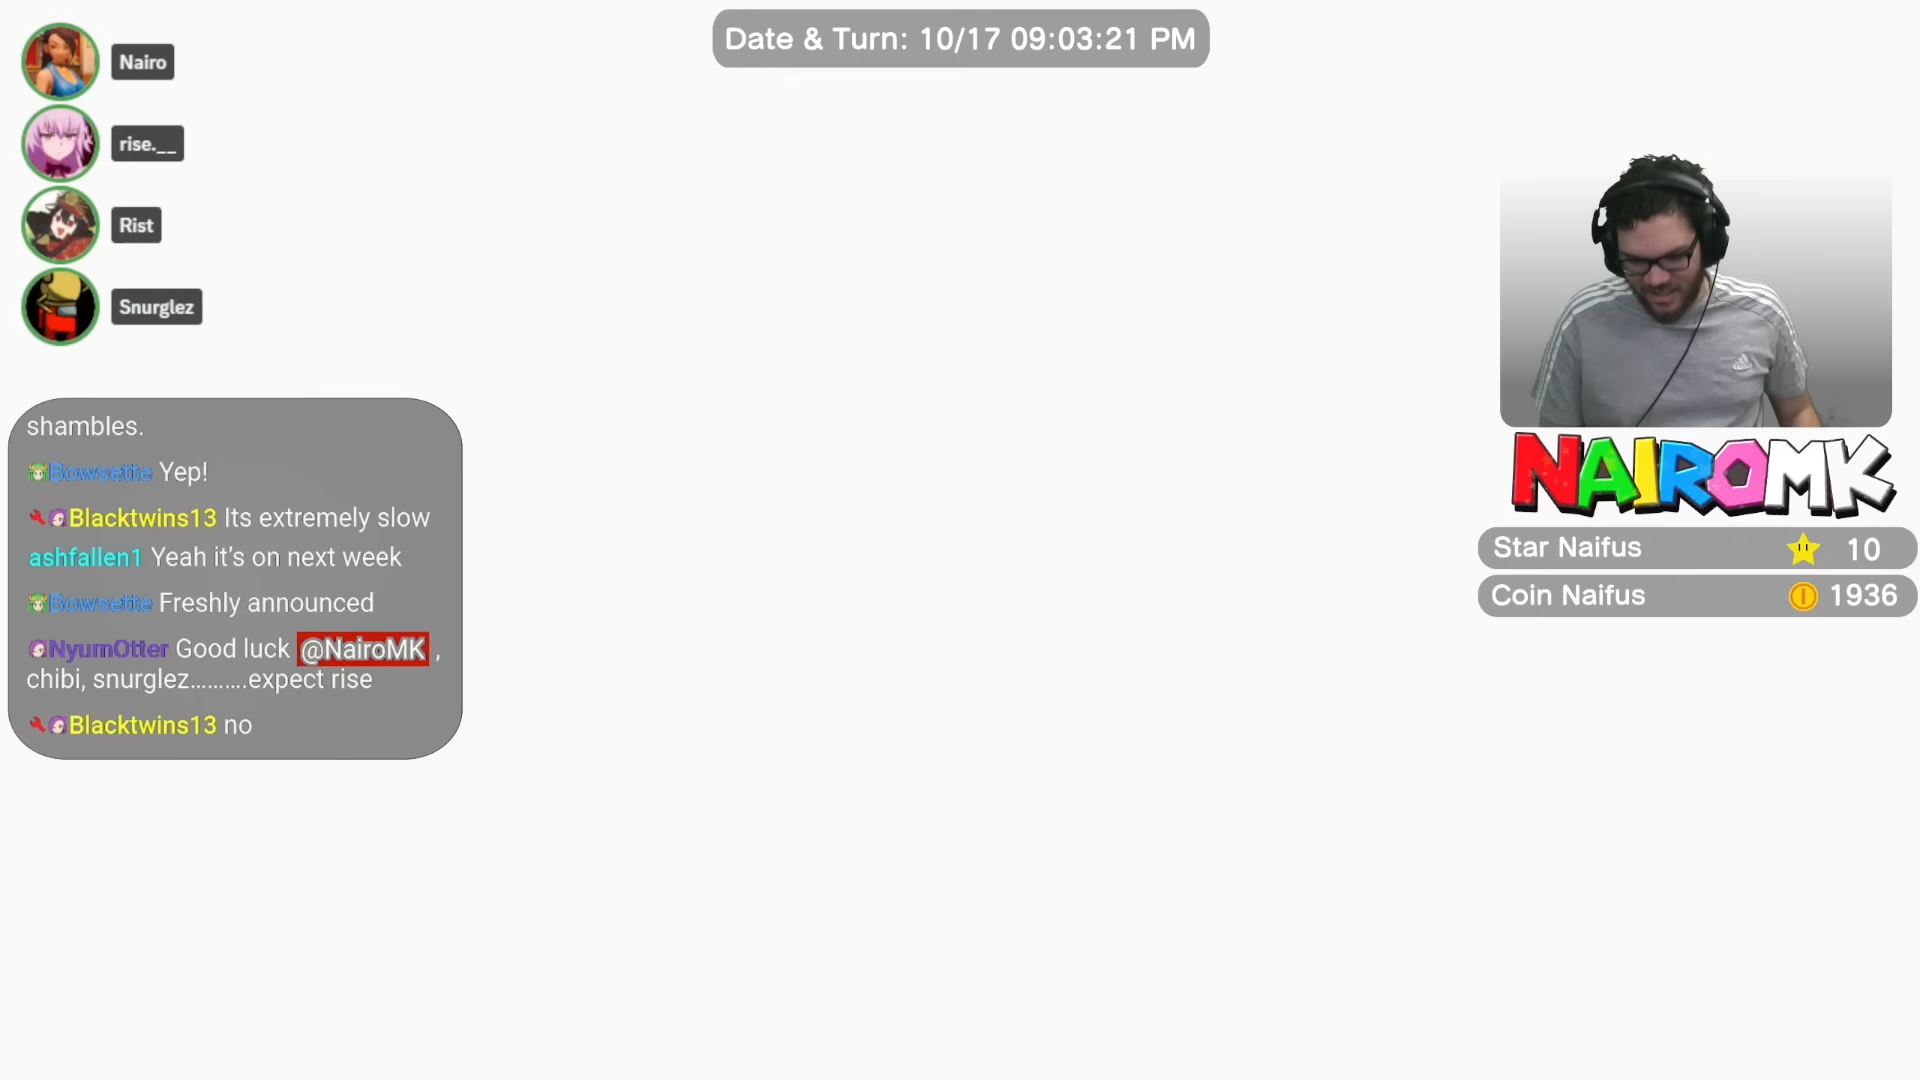 Date & Turn: 10/17 09:03:21 PM
Nairo
rise.__
Rist
Snurglez
shambles.
Bowsette Yep!
Blacktwins13 Its extremely slow
ashfallen1 Yeah it’s on next week
Bowsette Freshly announced
NyumOtter Good luck @NairoMK ,
chibi, snurglez..........expect rise
Blacktwins13 no
NAIROMK
Star Naifus 10
Coin Naifus 1936